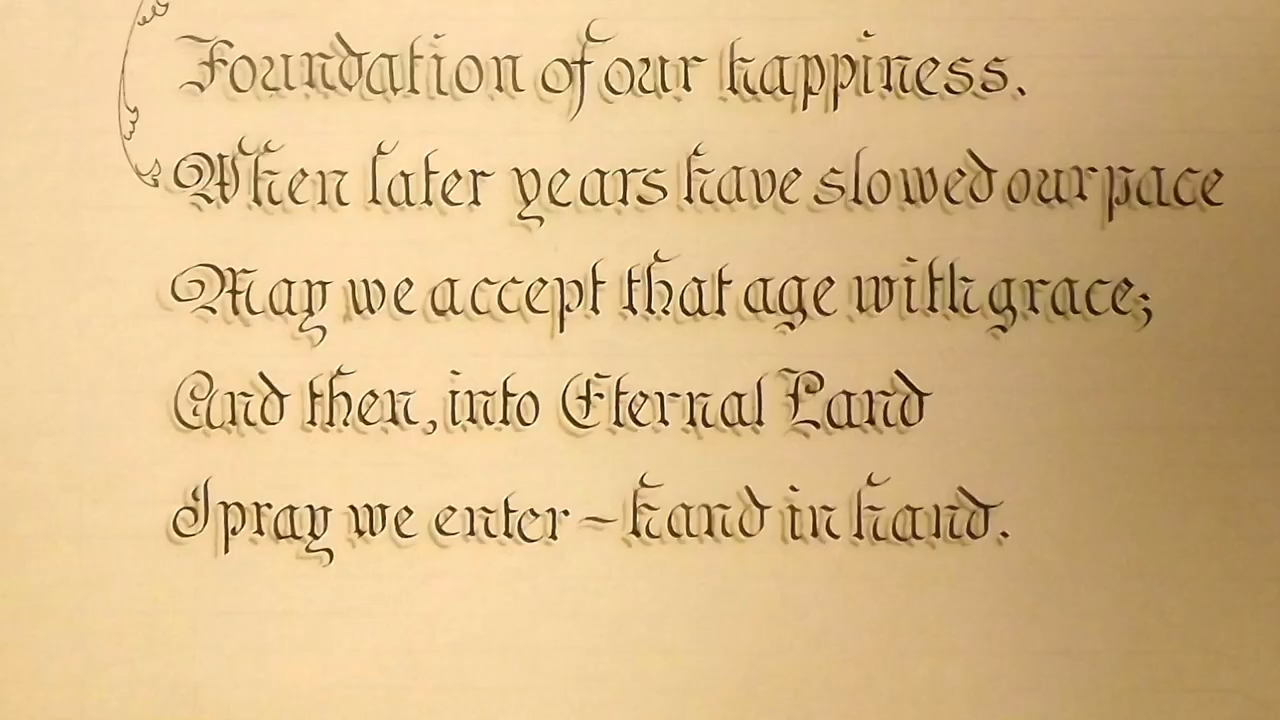 Foundation of our happiness.
When later years have slowed our pace
May we accept that age with grace;
And then, into Eternal Land
I pray we enter – hand in hand.